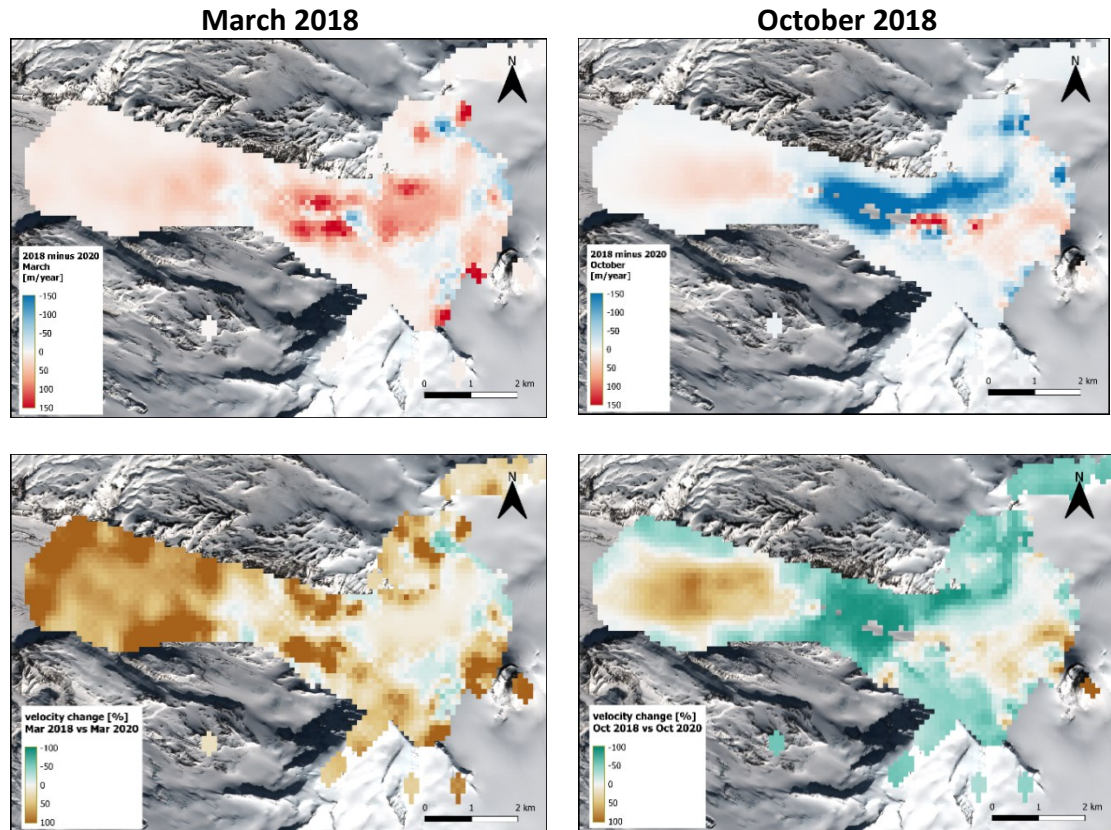 March 2018
October 2018
N
2018 minus 2020
March
[m/year]
-150
-100
-50
0
50
100
150
0 1 2 km
N
2018 minus 2020
October
[m/year]
-150
-100
-50
0
50
100
150
0 1 2 km
N
velocity change [%]
Mar 2018 vs Mar 2020
-100
-50
0
50
100
0 1 2 km
N
velocity change [%]
Oct 2018 vs Oct 2020
-100
-50
0
50
100
0 1 2 km